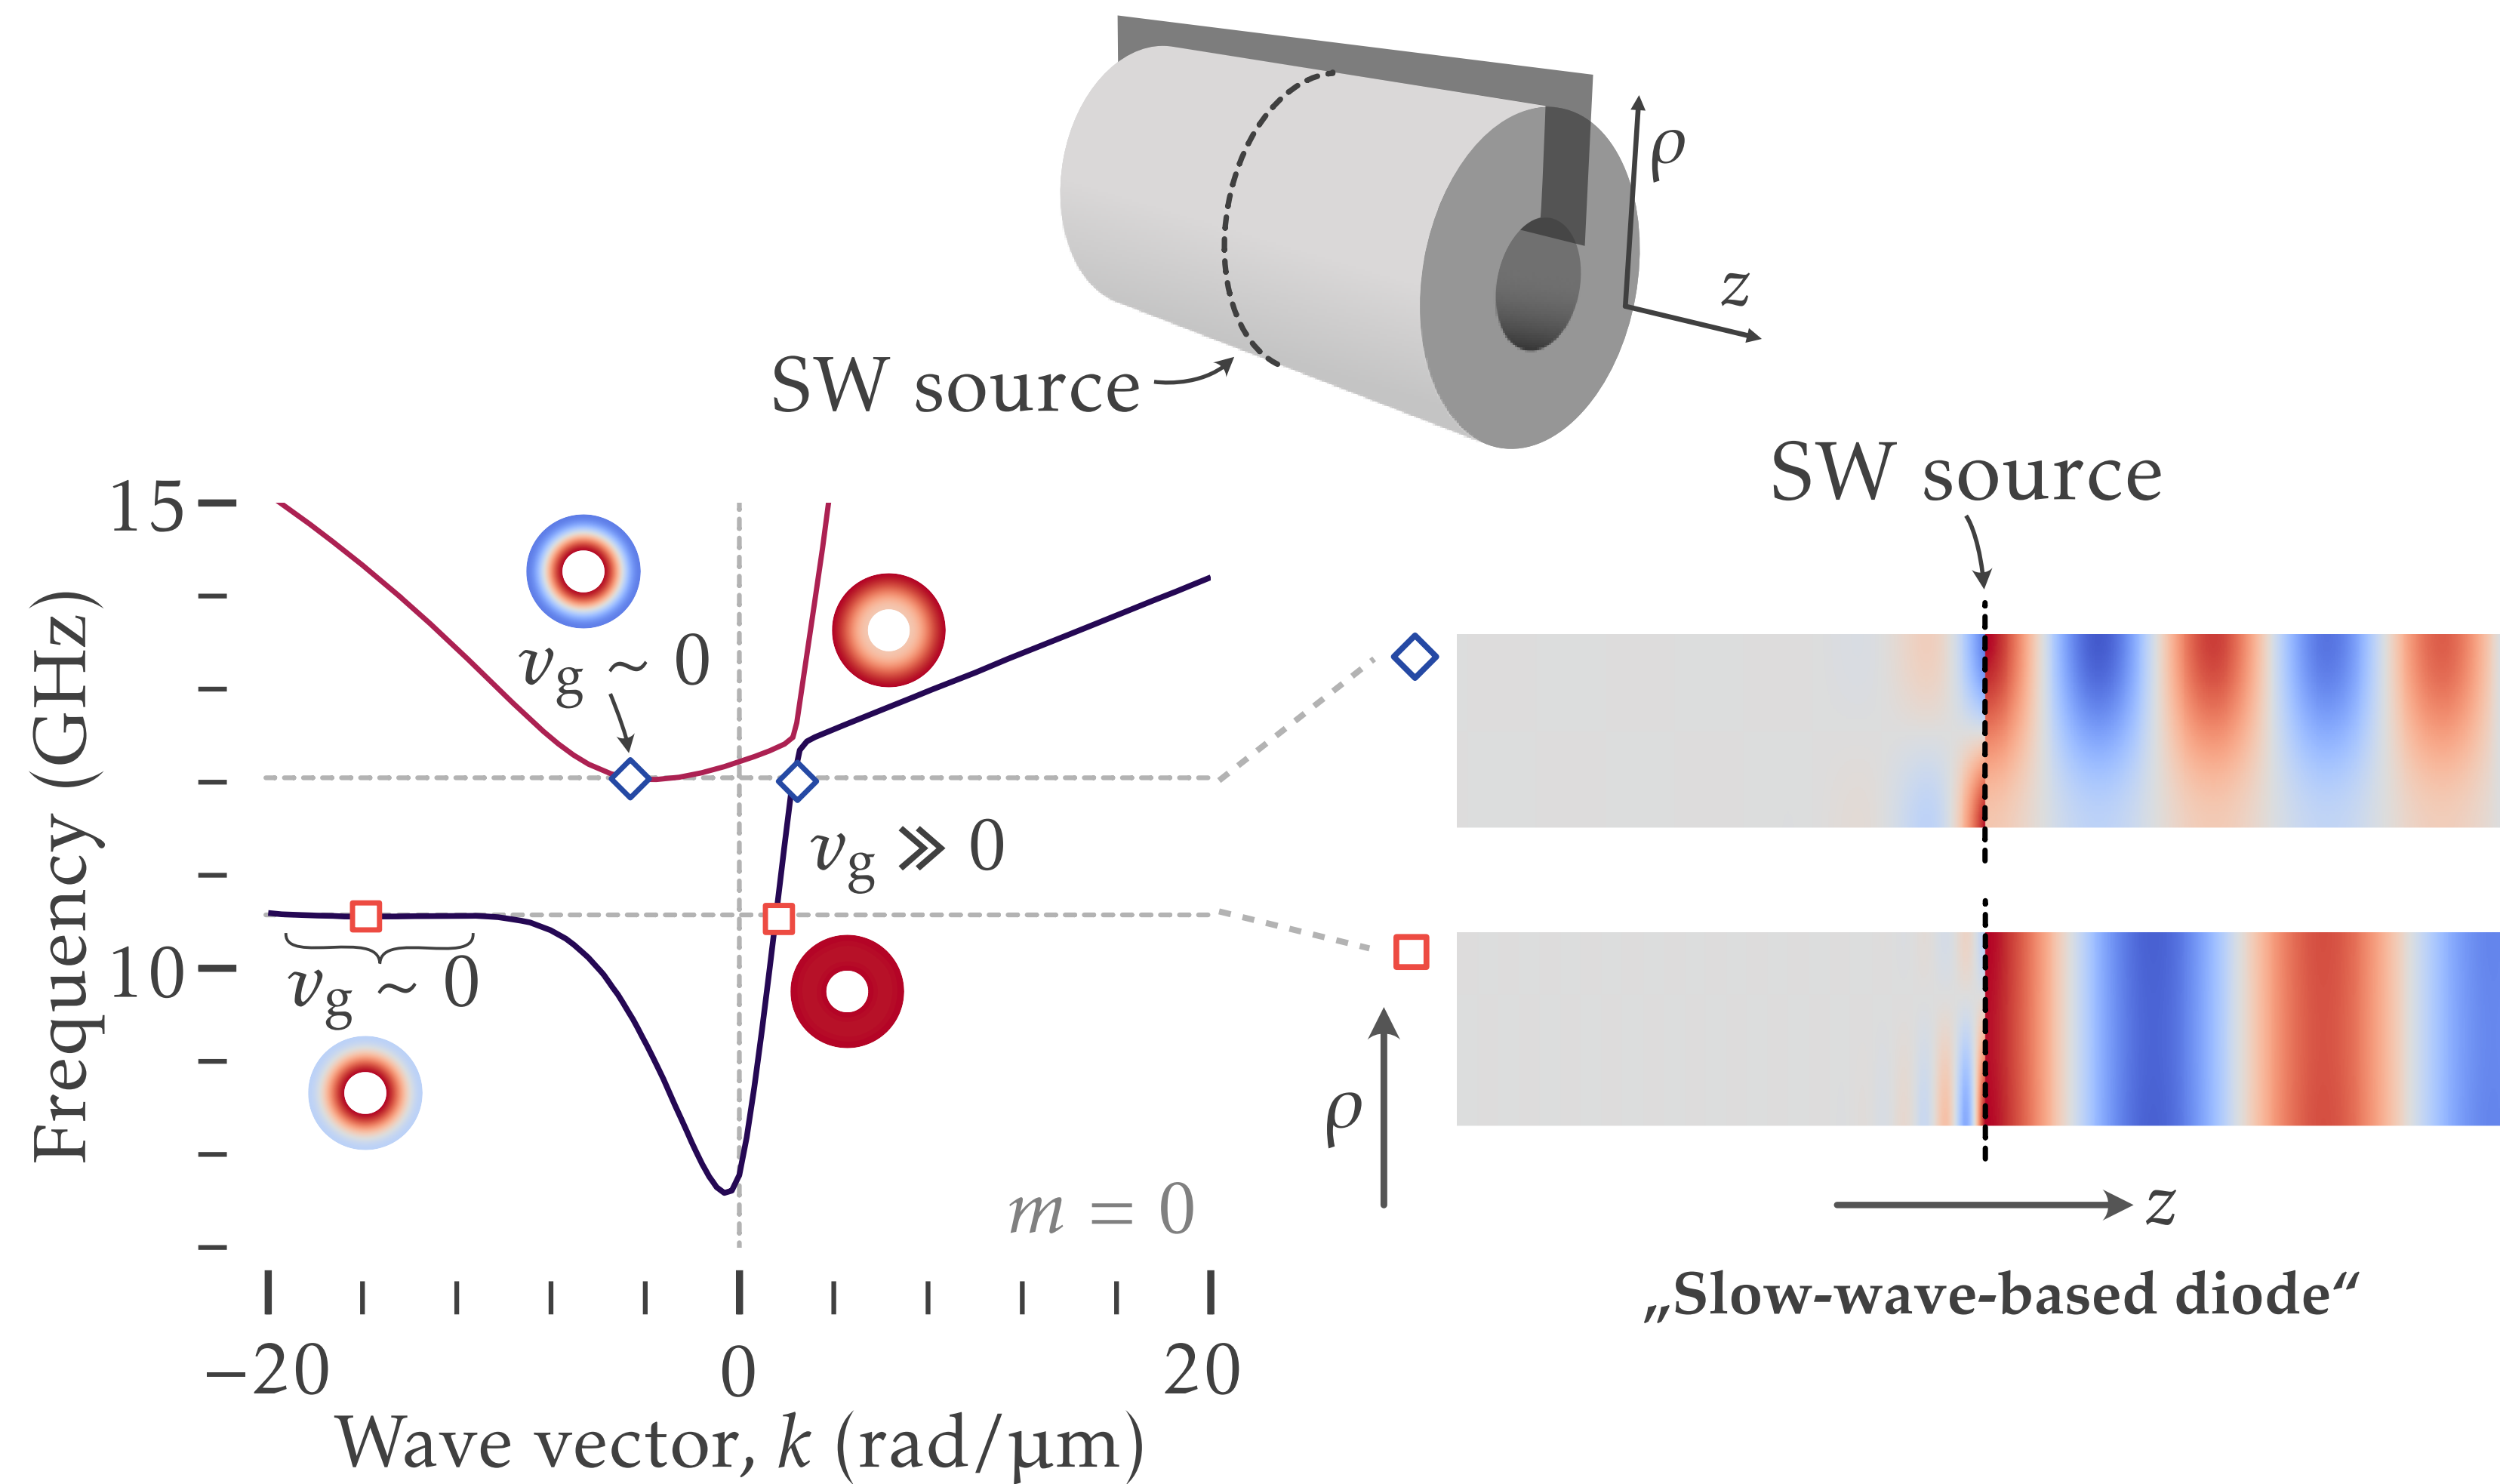 ρ
z
SW source
SW source
15
v_g ~ 0
v_g ≫ 0
10
v_g ~ 0
Frequency (GHz)
m = 0
ρ
z
„Slow-wave-based diode“
−20
0
20
Wave vector, k (rad/µm)